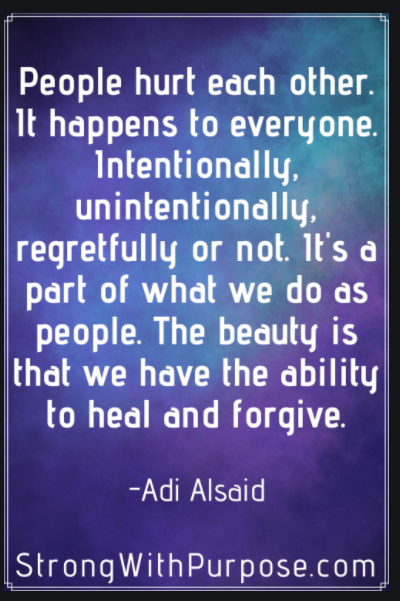 People hurt each other.
It happens to everyone.
Intentionally,
unintentionally,
regretfully or not. It's a
part of what we do as
people. The beauty is
that we have the ability
to heal and forgive.
-Adi Alsaid
StrongWithPurpose.com